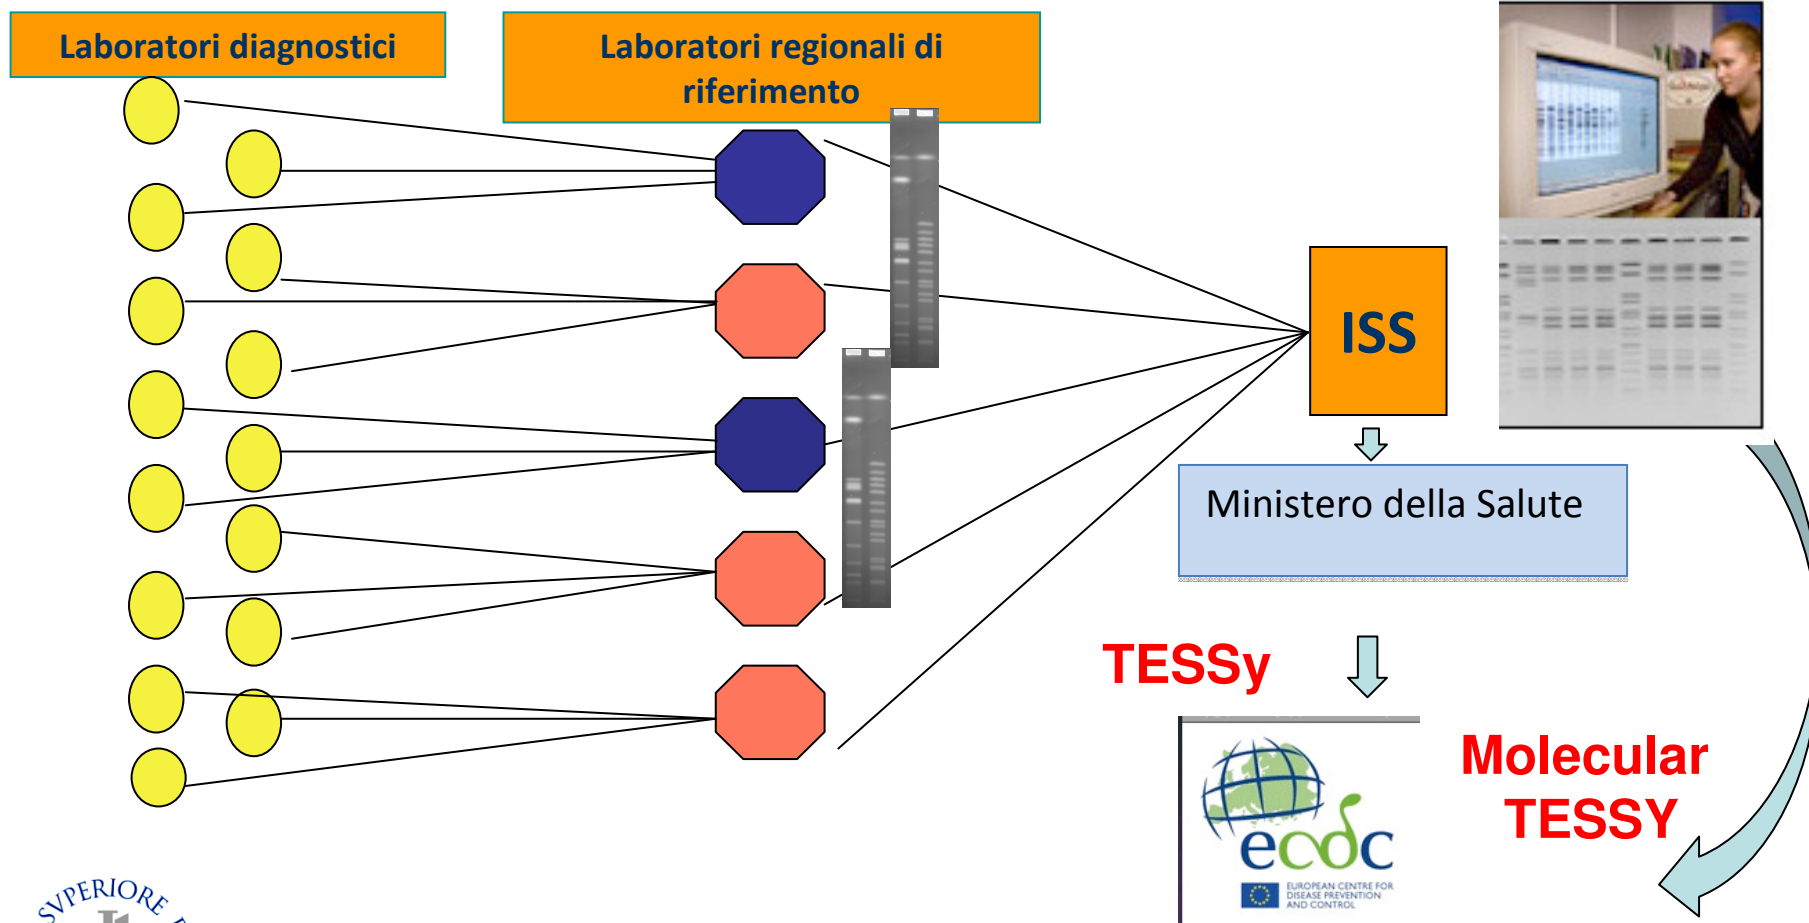 Laboratori diagnostici
Laboratori regionali di
riferimento
ISS
Ministero della Salute
TESSy
Molecular
TESSY
ecdc
EUROPEAN CENTRE FOR
DISEASE PREVENTION
AND CONTROL
SVPERIORE